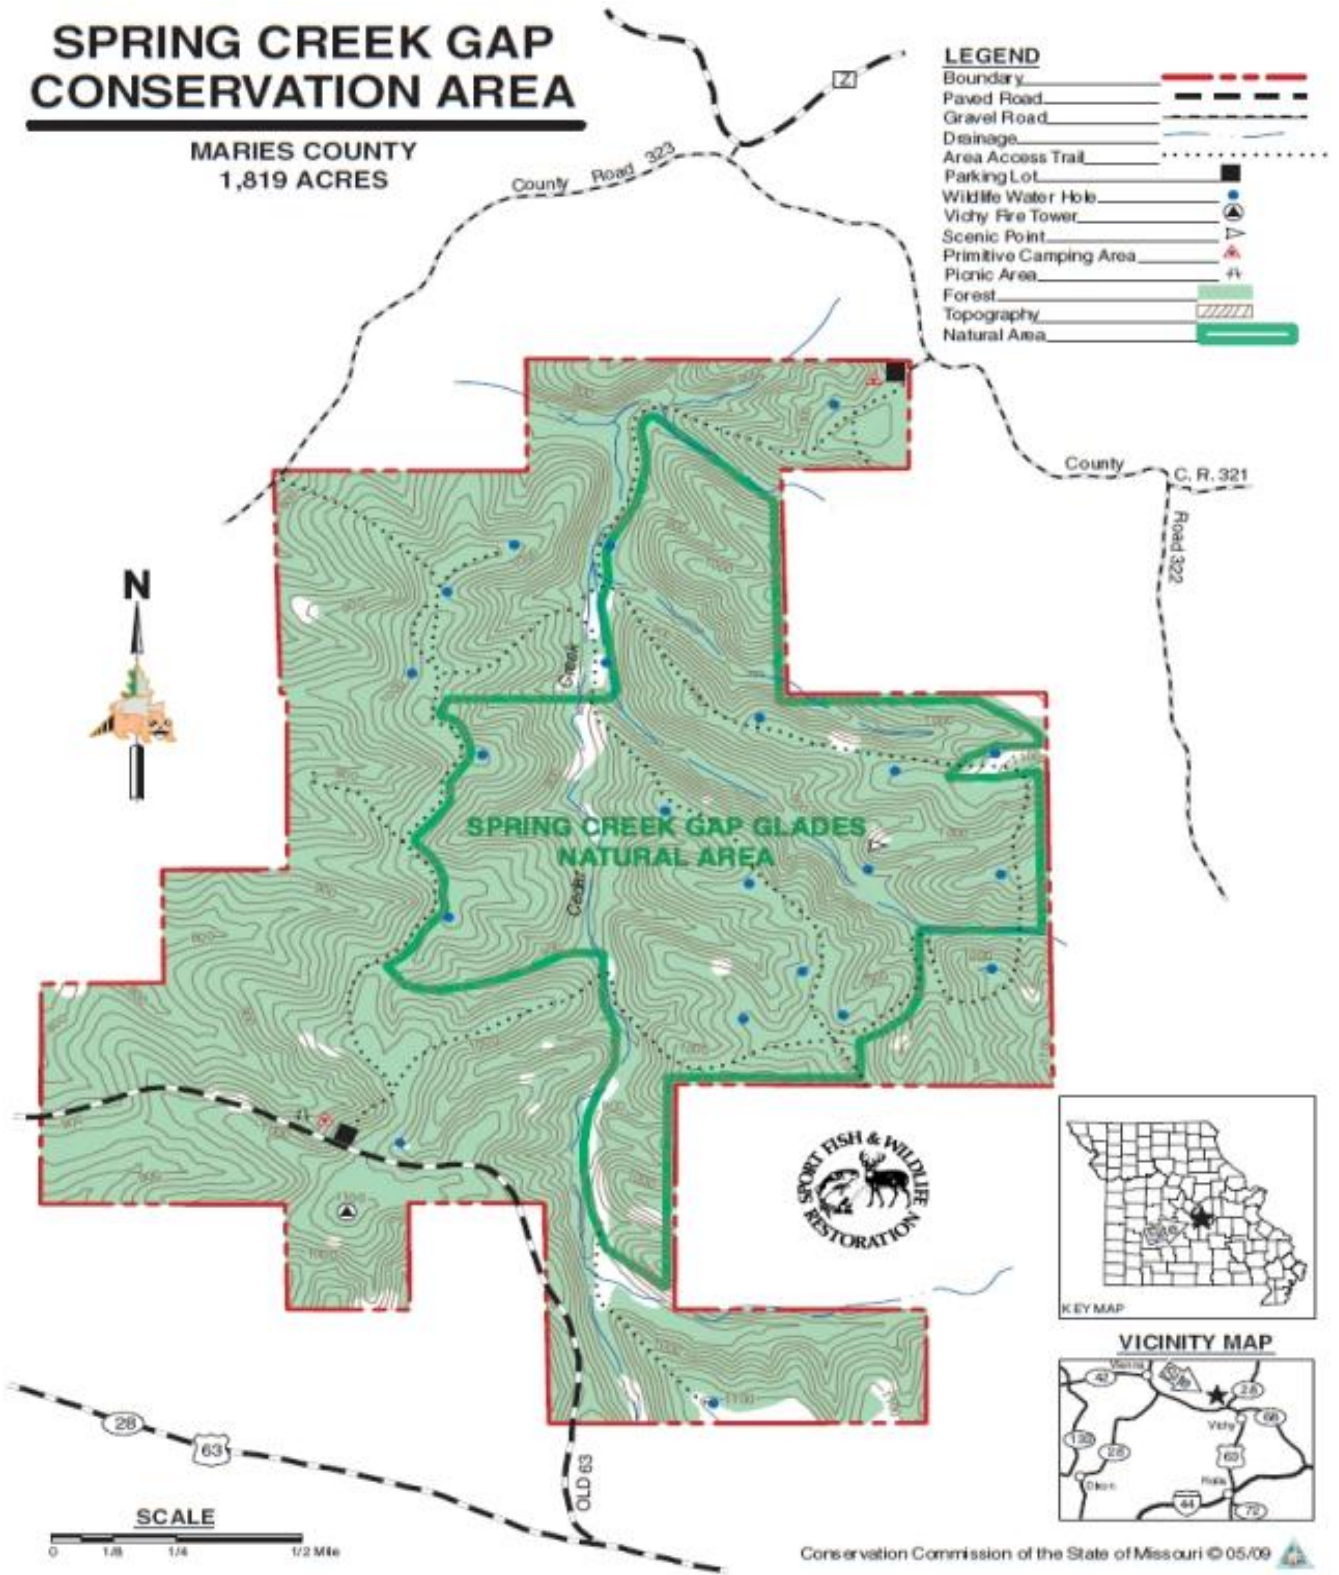 SPRING CREEK GAP
CONSERVATION AREA
MARIES COUNTY
1,819 ACRES
LEGEND
Boundary
Paved Road
Gravel Road
Drainage
Area Access Trail
Parking Lot
Wildlife Water Hole
Vichy Fire Tower
Scenic Point
Primitive Camping Area
Picnic Area
Forest
Topography
Natural Area
Z
County Road 323
County
C. R. 321
Road 322
N
Creek
SPRING CREEK GAP GLADES
NATURAL AREA
Cedar
SPORT FISH & WILDLIFE
RESTORATION
KEY MAP
VICINITY MAP
Vienna
42
28
Vichy
68
63
133
28
Dixon
Rolla
44
72
28
63
OLD 63
SCALE
0 1/8 1/4 1/2 Mile
Conservation Commission of the State of Missouri © 05/09